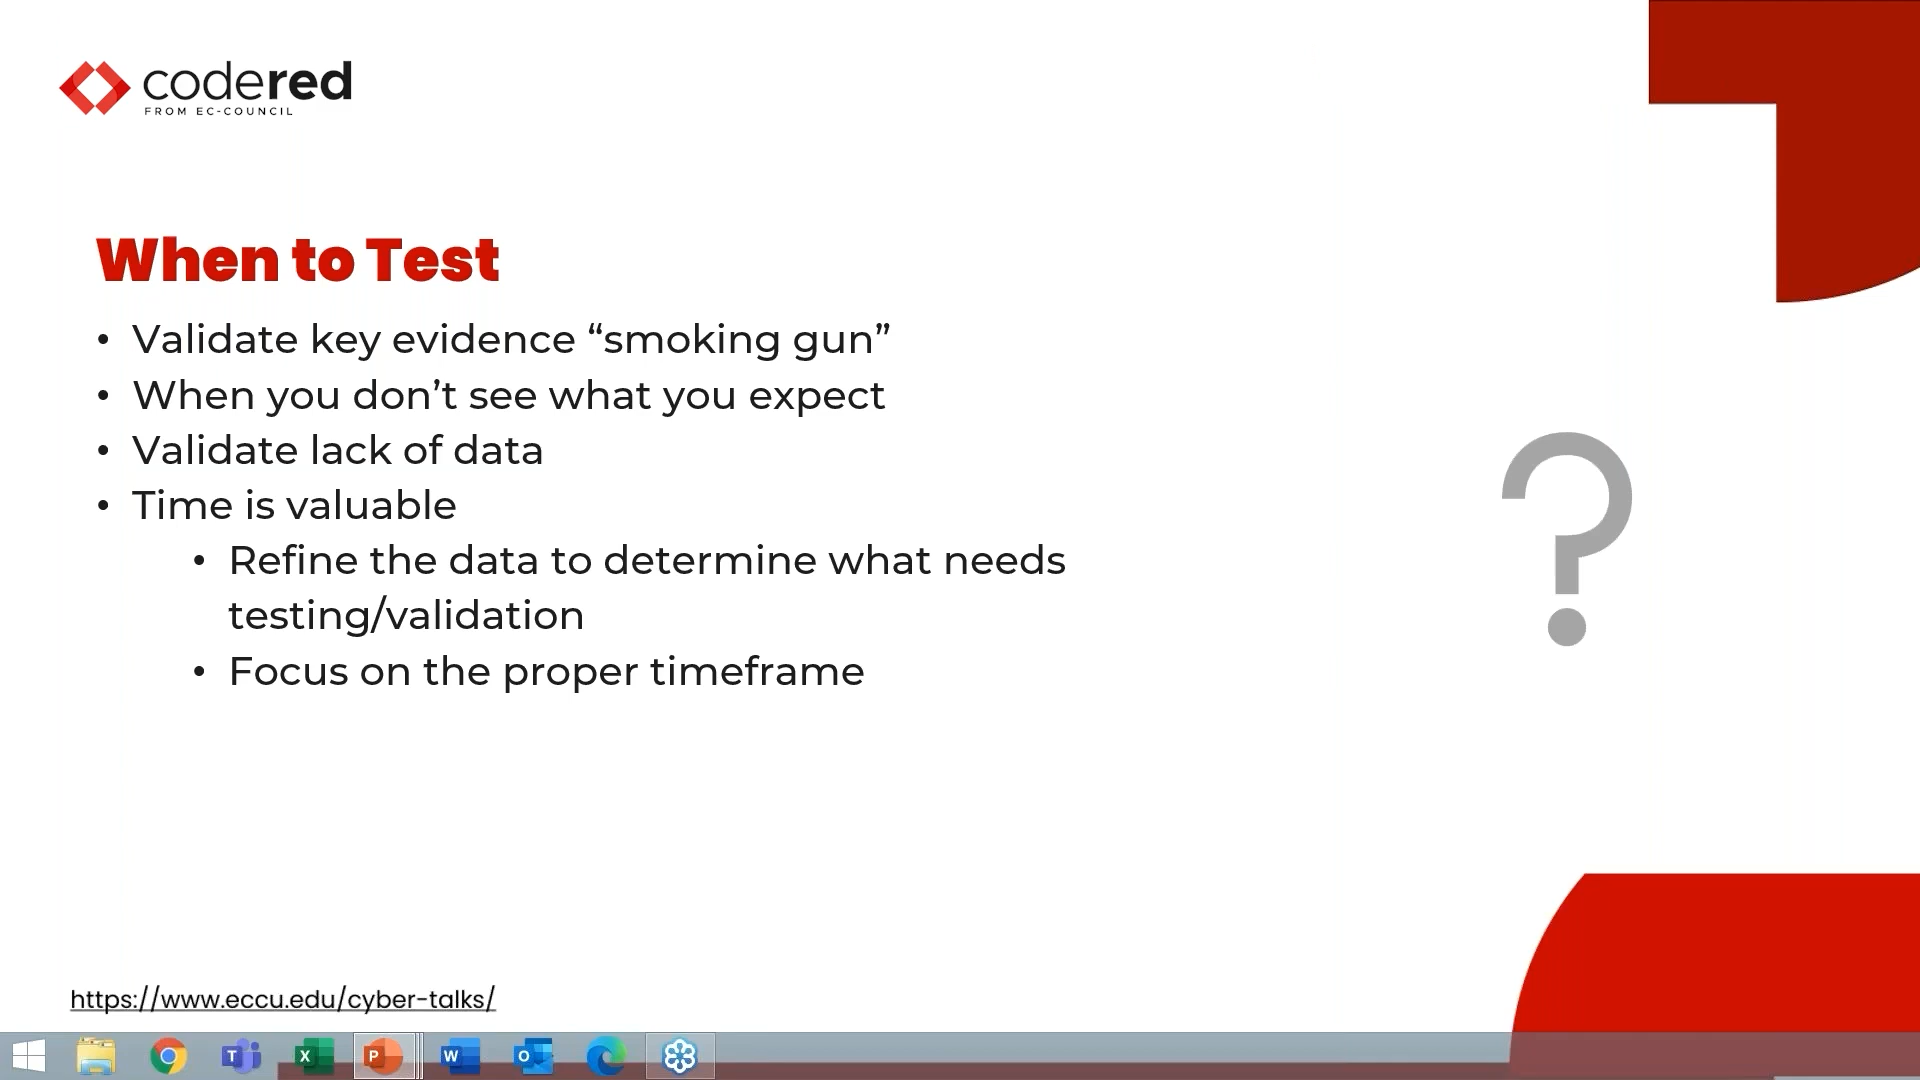 codered
FROM EC-COUNCIL
When to Test
• Validate key evidence “smoking gun”
• When you don’t see what you expect
• Validate lack of data
• Time is valuable
• Refine the data to determine what needs
testing/validation
• Focus on the proper timeframe
?
https://www.eccu.edu/cyber-talks/
T X P W O